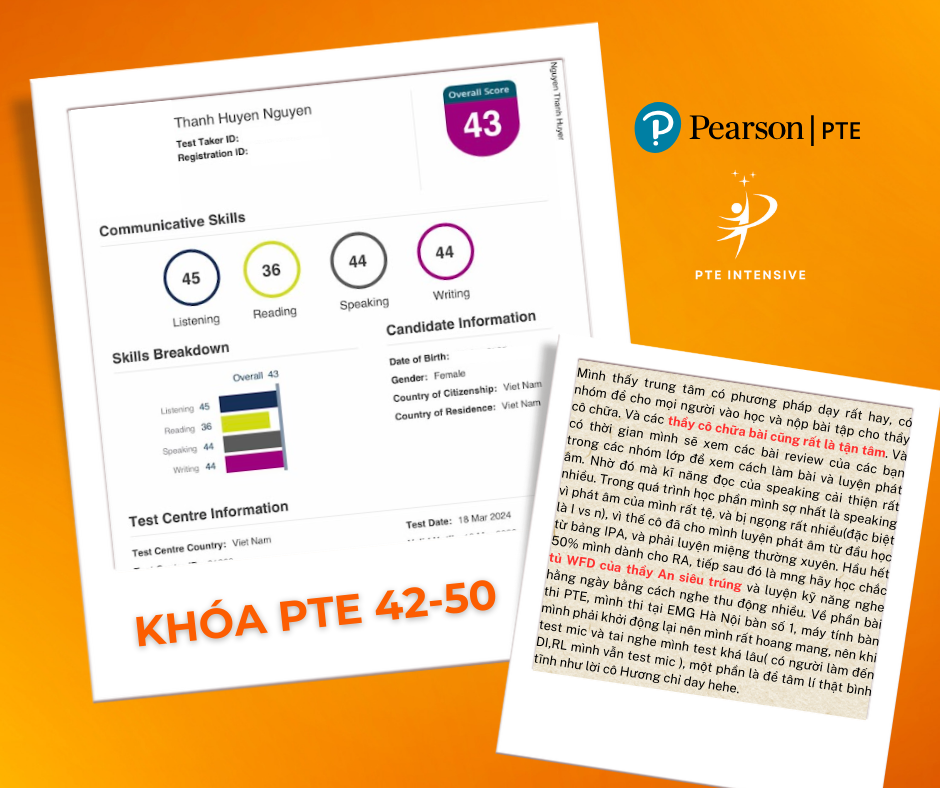 Thanh Huyen Nguyen
Test Taker ID:
Registration ID:
Overall Score
43
Nguyen Thanh Huyen
Communicative Skills
45
36
44
44
Listening
Reading
Speaking
Writing
Skills Breakdown
Overall 43
Listening 45
Reading 36
Speaking 44
Writing 44
Candidate Information
Date of Birth:
Gender: Female
Country of Citizenship: Viet Nam
Country of Residence: Viet Nam
Test Centre Information
Test Centre Country: Viet Nam
Test Date: 18 Mar 2024
KHÓA PTE 42-50
Pearson | PTE
PTE INTENSIVE
Mình thấy trung tâm có phương pháp dạy rất hay, có
nhóm để cho mọi người vào học và nộp bài tập cho thầy
cô chữa. Và các thầy cô chữa bài cũng rất là tận tâm. Và
có thời gian mình sẽ xem các bài review của các bạn
trong các nhóm lớp để xem cách làm bài và luyện phát
âm. Nhờ đó mà kĩ năng đọc của speaking cải thiện rất
nhiều. Trong quá trình học phần mình sợ nhất là speaking
vì phát âm của mình rất tệ, và bị ngọng rất nhiều(đặc biệt
là l vs n), vì thế cô đã cho mình luyện phát âm từ đầu học
từ bảng IPA, và phải luyện miệng thường xuyên. Hầu hết
50% mình dành cho RA, tiếp sau đó là mng hãy học chắc
tủ WFD của thầy An siêu trúng và luyện kỹ năng nghe
hằng ngày bằng cách nghe thu động nhiều. Về phần bài
thi PTE, mình thi tại EMG Hà Nội bàn số 1, máy tính bàn
mình phải khởi động lại nên mình rất hoang mang, nên khi
test mic và tai nghe mình test khá lâu( có người làm đến
DI,RL mình vẫn test mic ), một phần là để tâm lí thật bình
tĩnh như lời cô Hương chỉ day hehe.